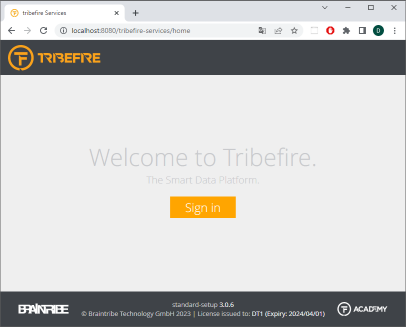 tribefire Services
localhost:8080/tribefire-services/home
D
TRIBEFIRE
Welcome to Tribefire.
The Smart Data Platform.
Sign in
BRAINTRIBE
standard-setup 3.0.6
© Braintribe Technology GmbH 2023 | License issued to: DT1 (Expiry: 2024/04/01)
ACADEMY